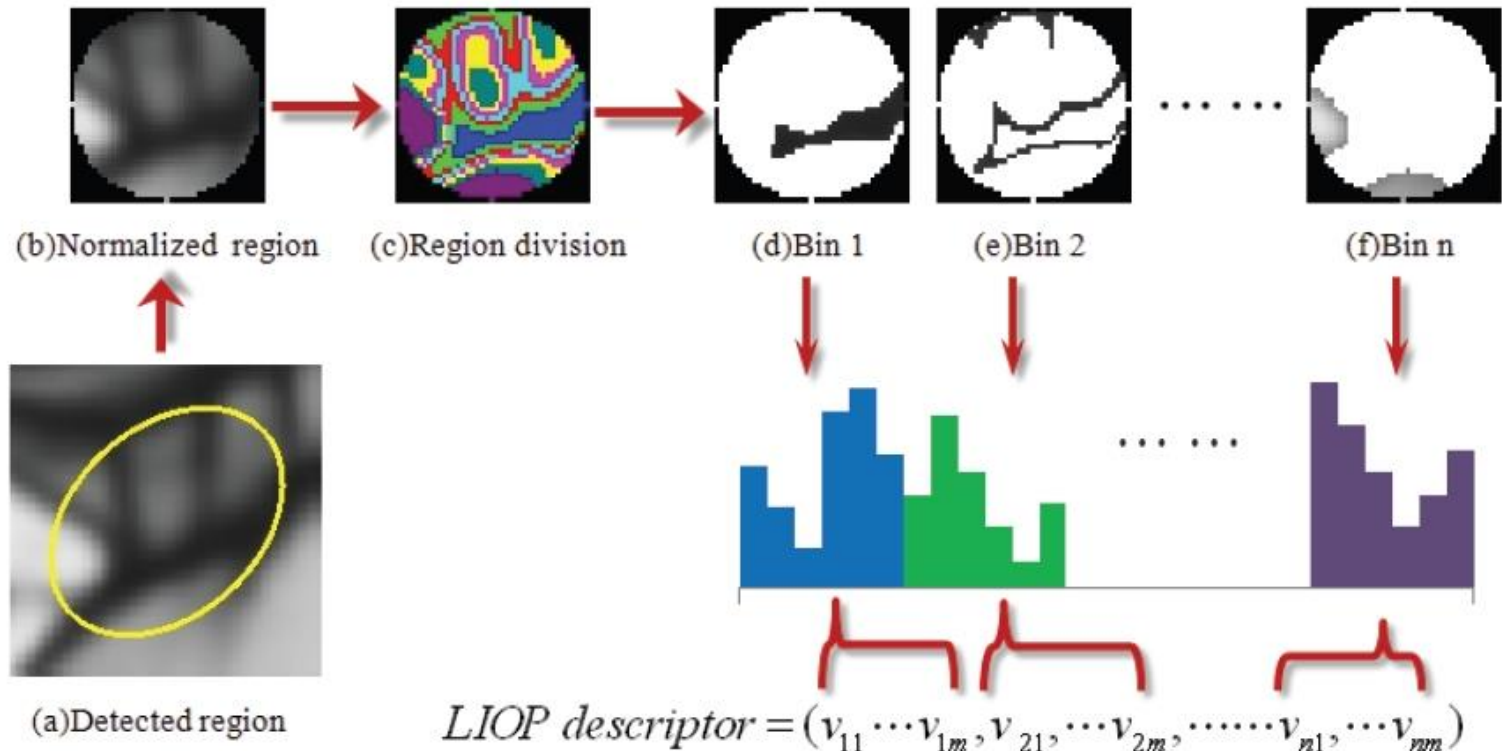 (b)Normalized region
(c)Region division
(d)Bin 1
(e)Bin 2
... ...
(f)Bin n
... ...
(a)Detected region
LIOP descriptor = (v11 ⋯v1m, v21, ⋯v2m, ⋯⋯vn1, ⋯vnm)